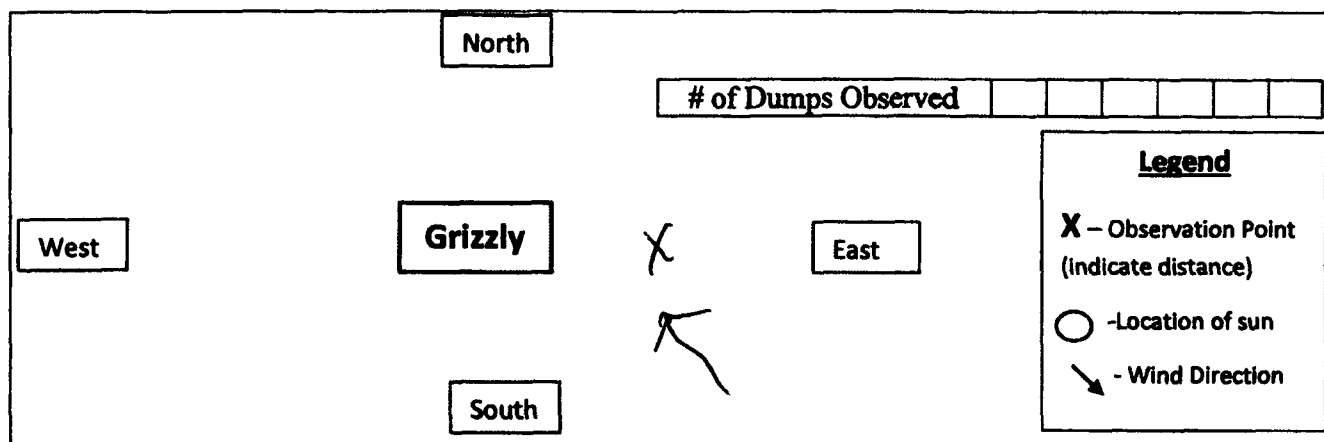 North
# of Dumps Observed
Legend
West
Grizzly
X
East
X – Observation Point
(indicate distance)
-Location of sun
- Wind Direction
South